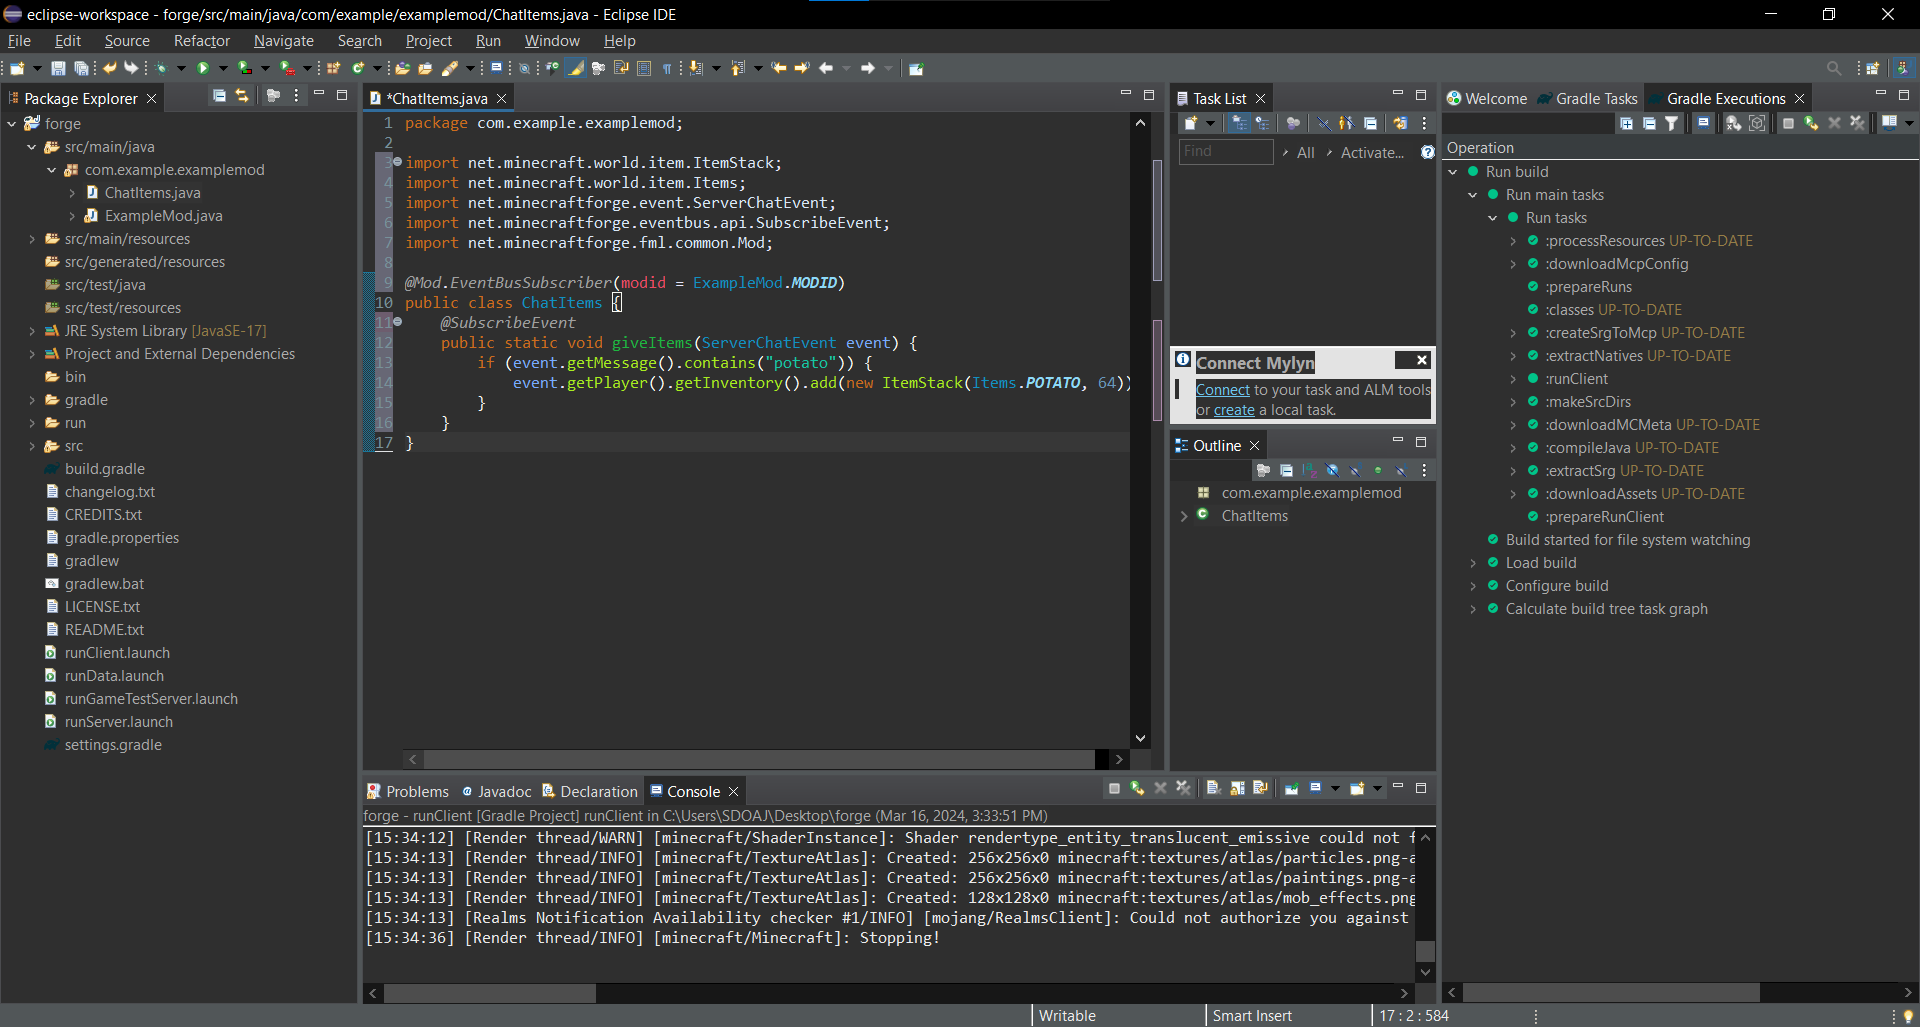 eclipse-workspace - forge/src/main/java/com/example/examplemod/ChatItems.java - Eclipse IDE
File Edit Source Refactor Navigate Search Project Run Window Help
Package Explorer
forge
src/main/java
com.example.examplemod
ChatItems.java
ExampleMod.java
src/main/resources
src/generated/resources
src/test/java
src/test/resources
JRE System Library [JavaSE-17]
Project and External Dependencies
bin
gradle
run
src
build.gradle
changelog.txt
CREDITS.txt
gradle.properties
gradlew
gradlew.bat
LICENSE.txt
README.txt
runClient.launch
runData.launch
runGameTestServer.launch
runServer.launch
settings.gradle
*ChatItems.java
1 package com.example.examplemod;
2
3 import net.minecraft.world.item.ItemStack;
4 import net.minecraft.world.item.Items;
5 import net.minecraftforge.event.ServerChatEvent;
6 import net.minecraftforge.eventbus.api.SubscribeEvent;
7 import net.minecraftforge.fml.common.Mod;
8
9 @Mod.EventBusSubscriber(modid = ExampleMod.MODID)
10 public class ChatItems {
11 @SubscribeEvent
12 public static void giveItems(ServerChatEvent event) {
13 if (event.getMessage().contains("potato")) {
14 event.getPlayer().getInventory().add(new ItemStack(Items.POTATO, 64))
15 }
16 }
17 }
Task List
Find All Activate...
Connect Mylyn
Connect to your task and ALM tools
or create a local task.
Outline
com.example.examplemod
ChatItems
Welcome Gradle Tasks Gradle Executions
Operation
Run build
Run main tasks
Run tasks
:processResources UP-TO-DATE
:downloadMcpConfig
:prepareRuns
:classes UP-TO-DATE
:createSrgToMcp UP-TO-DATE
:extractNatives UP-TO-DATE
:runClient
:makeSrcDirs
:downloadMCMeta UP-TO-DATE
:compileJava UP-TO-DATE
:extractSrg UP-TO-DATE
:downloadAssets UP-TO-DATE
:prepareRunClient
Build started for file system watching
Load build
Configure build
Calculate build tree task graph
Problems Javadoc Declaration Console
forge - runClient [Gradle Project] runClient in C:\Users\SDOAJ\Desktop\forge (Mar 16, 2024, 3:33:51 PM)
[15:34:12] [Render thread/WARN] [minecraft/ShaderInstance]: Shader rendertype_entity_translucent_emissive could not f
[15:34:13] [Render thread/INFO] [minecraft/TextureAtlas]: Created: 256x256x0 minecraft:textures/atlas/particles.png-a
[15:34:13] [Render thread/INFO] [minecraft/TextureAtlas]: Created: 256x256x0 minecraft:textures/atlas/paintings.png-a
[15:34:13] [Render thread/INFO] [minecraft/TextureAtlas]: Created: 128x128x0 minecraft:textures/atlas/mob_effects.png
[15:34:13] [Realms Notification Availability checker #1/INFO] [mojang/RealmsClient]: Could not authorize you against
[15:34:36] [Render thread/INFO] [minecraft/Minecraft]: Stopping!
Writable Smart Insert 17 : 2 : 584